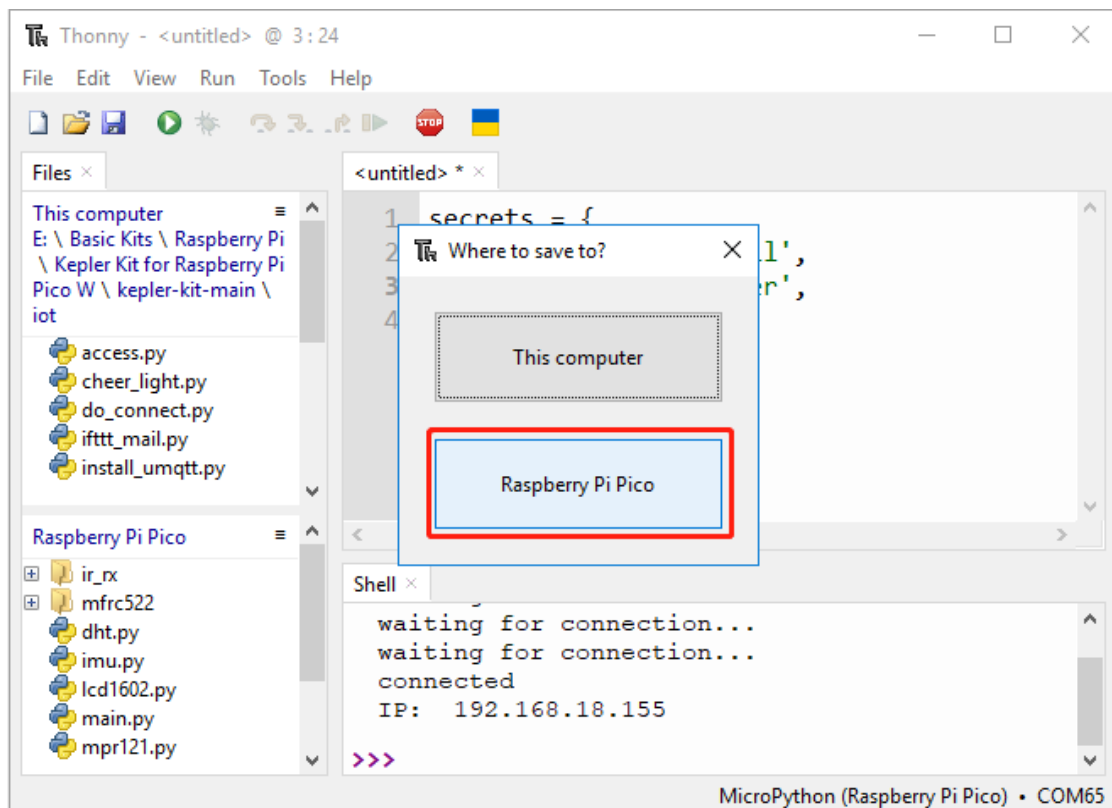 Thonny - <untitled> @ 3:24
File Edit View Run Tools Help
STOP
Files
<untitled> *
This computer
E: \ Basic Kits \ Raspberry Pi
\ Kepler Kit for Raspberry Pi
Pico W \ kepler-kit-main \
iot
access.py
cheer_light.py
do_connect.py
ifttt_mail.py
install_umqtt.py
Raspberry Pi Pico
ir_rx
mfrc522
dht.py
imu.py
lcd1602.py
main.py
mpr121.py
1 secrets = {
2
3
4
Where to save to?
This computer
Raspberry Pi Pico
Shell
waiting for connection...
waiting for connection...
connected
IP: 192.168.18.155
>>>
MicroPython (Raspberry Pi Pico) • COM65